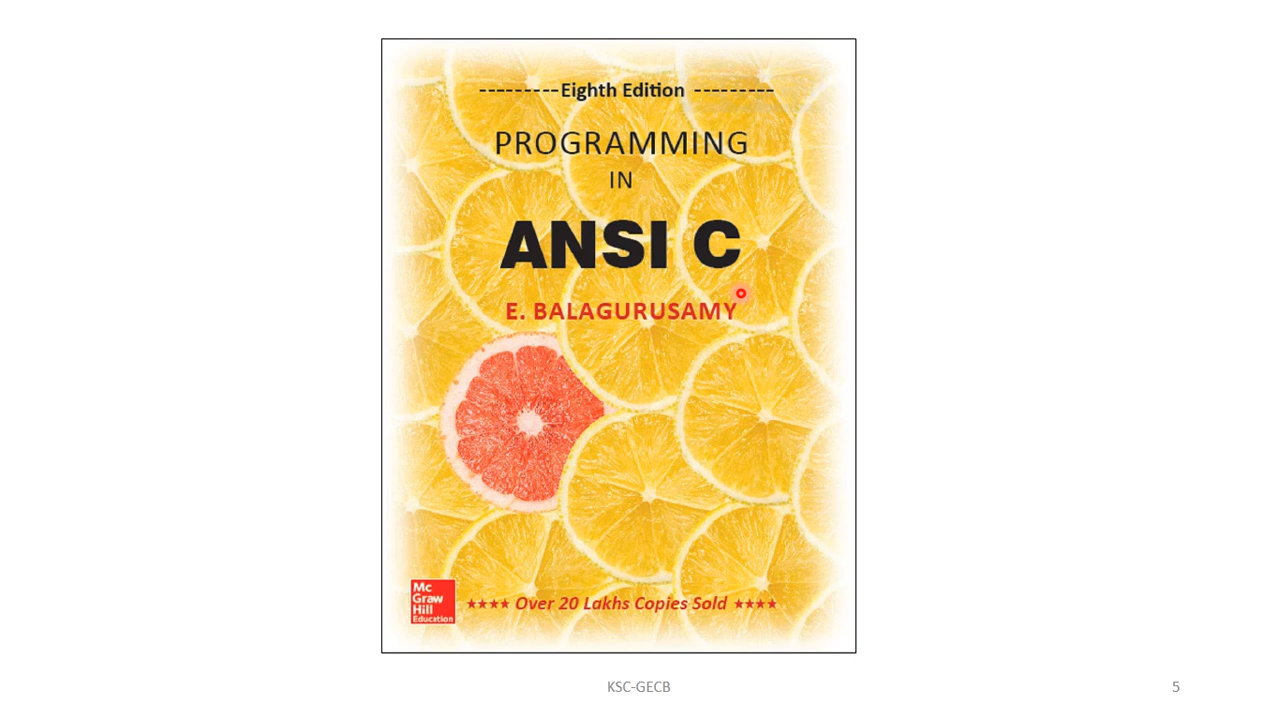 ---------Eighth Edition ---------
PROGRAMMING
IN
ANSI C
E. BALAGURUSAMY
Mc
Graw
Hill
Education
★★★★ Over 20 Lakhs Copies Sold ★★★★
KSC-GECB
5